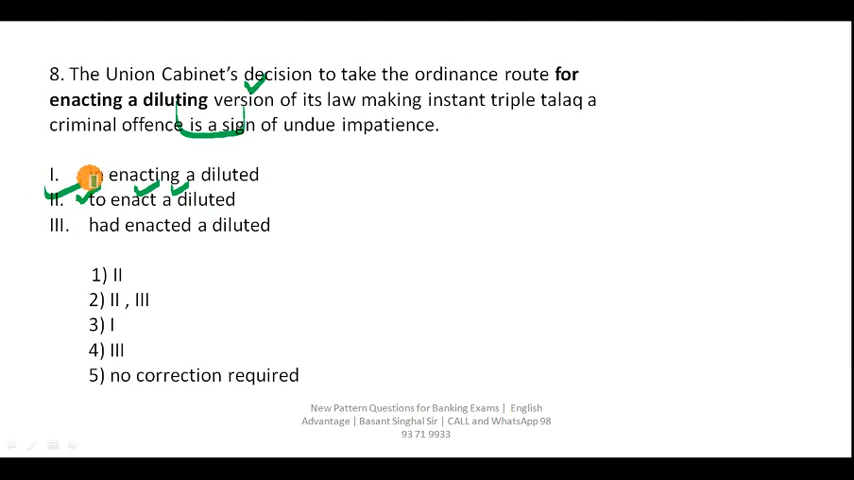 8. The Union Cabinet's decision to take the ordinance route for
enacting a diluting version of its law making instant triple talaq a
criminal offence is a sign of undue impatience.
I. enacting a diluted
II. to enact a diluted
III. had enacted a diluted
1) II
2) II , III
3) I
4) III
5) no correction required
New Pattern Questions for Banking Exams | English
Advantage | Basant Singhal Sir | CALL and WhatsApp 98
93 71 9933